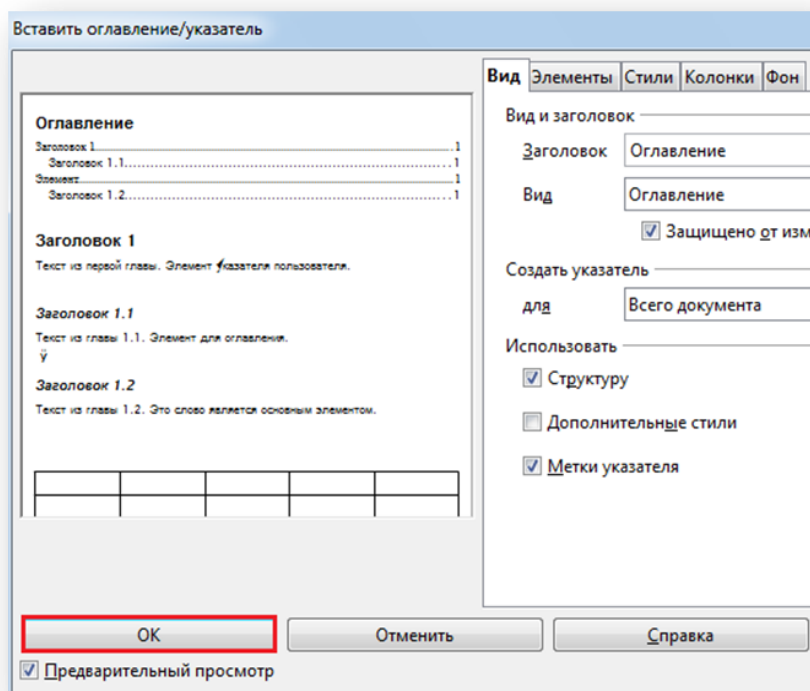 Вставить оглавление/указатель
Оглавление
Заголовок 1 1
Заголовок 1.1 1
Элемент 1
Заголовок 1.2 1
Заголовок 1
Текст из первой главы. Элемент указателя пользователя.
Заголовок 1.1
Текст из главы 1.1. Элемент для оглавления.
ÿ
Заголовок 1.2
Текст из главы 1.2. Это слово является основным элементом.
Вид Элементы Стили Колонки Фон
Вид и заголовок
Заголовок Оглавление
Вид Оглавление
Защищено от изм
Создать указатель
для Всего документа
Использовать
Структуру
Дополнительные стили
Метки указателя
ОК Отменить Справка
Предварительный просмотр